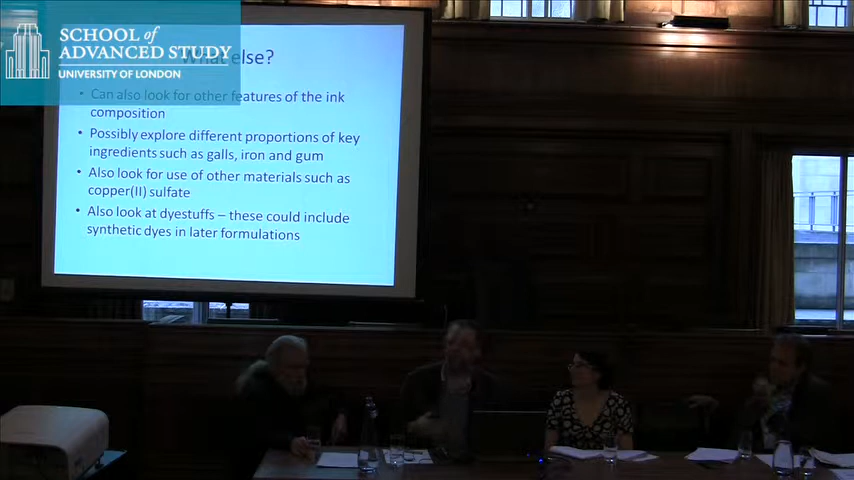 SCHOOL of
ADVANCED STUDY
UNIVERSITY OF LONDON
What else?
• Can also look for other features of the ink
composition
• Possibly explore different proportions of key
ingredients such as galls, iron and gum
• Also look for use of other materials such as
copper(II) sulfate
• Also look at dyestuffs – these could include
synthetic dyes in later formulations